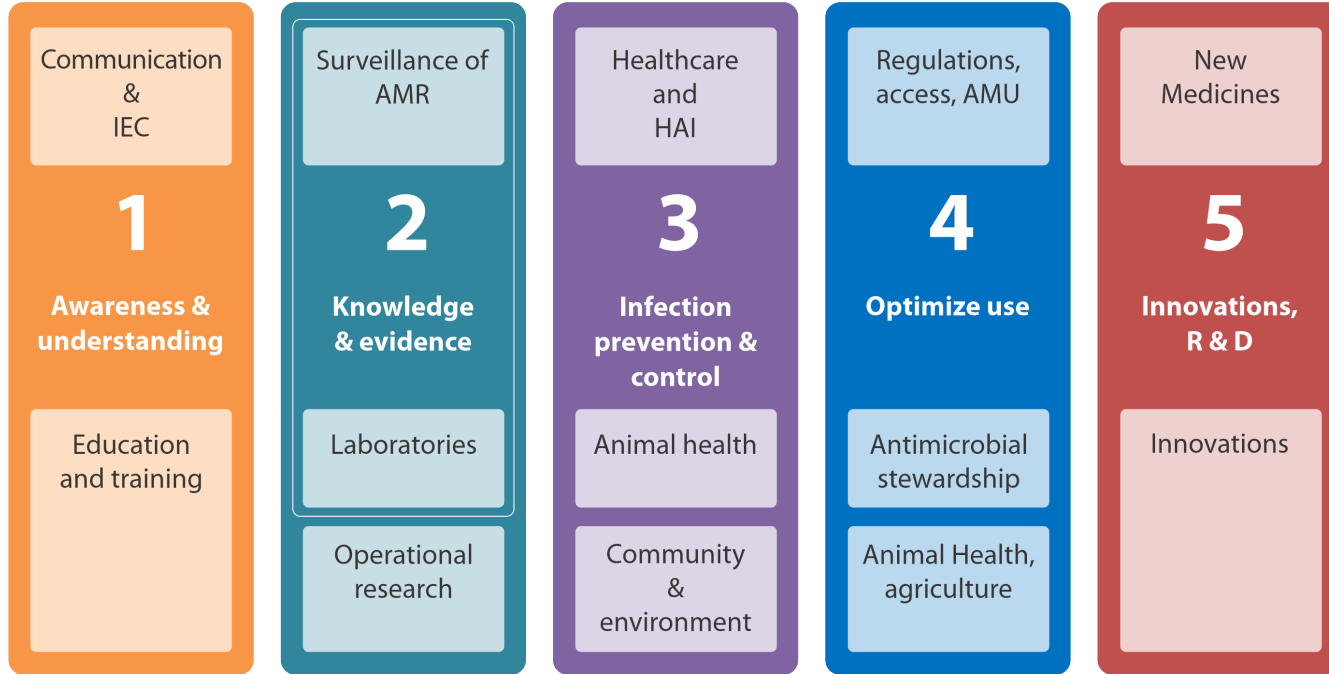 Communication
&
IEC
1
Awareness &
understanding
Education
and training
Surveillance of
AMR
2
Knowledge
& evidence
Laboratories
Operational
research
Healthcare
and
HAI
3
Infection
prevention &
control
Animal health
Community
&
environment
Regulations,
access, AMU
4
Optimize use
Antimicrobial
stewardship
Animal Health,
agriculture
New
Medicines
5
Innovations,
R & D
Innovations